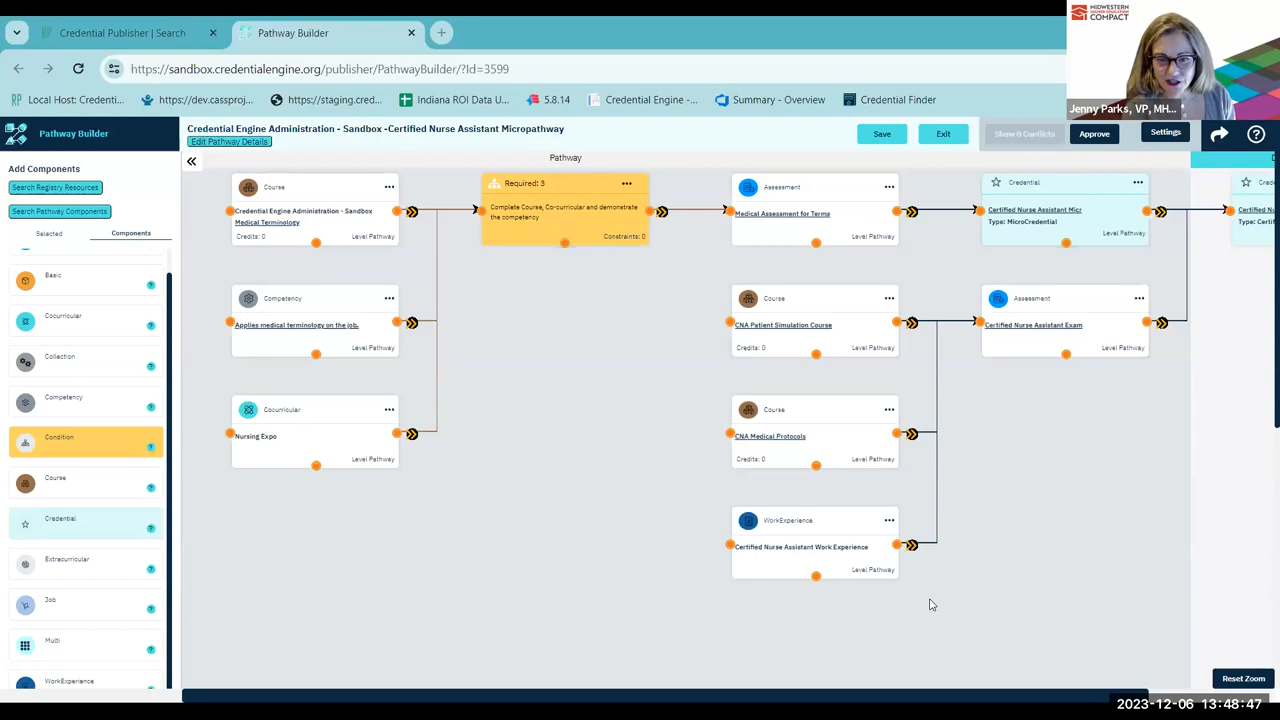 Credential Publisher | Search
Pathway Builder
MIDWESTERN
HIGHER EDUCATION
COMPACT
https://sandbox.credentialengine.org/publisher/PathwayBuilder/?Id=3599
Local Host: Credenti...
https://dev.cassproj...
https://staging.cred...
Indiana ROI Data U...
5.8.14
Credential Engine -...
Summary - Overview
Credential Finder
Jenny Parks, VP, MH...
Pathway Builder
Credential Engine Administration - Sandbox -Certified Nurse Assistant Micropathway
Edit Pathway Details
Save
Exit
Show 0 Conflicts
Approve
Settings
Add Components
Search Registry Resources
Search Pathway Components
Selected
Components
Basic
Cocurricular
Collection
Competency
Condition
Course
Credential
Extracurricular
Job
Multi
WorkExperience
Pathway
Course
Credential Engine Administration - Sandbox
Medical Terminology
Credits: 0
Level Pathway
Required: 3
Complete Course, Co-curricular and demonstrate
the competency
Constraints: 0
Assessment
Medical Assessment for Terms
Level Pathway
Credential
Certified Nurse Assistant Micr
Type: MicroCredential
Level Pathway
Crede
Certified N
Type: Certif
Competency
Applies medical terminology on the job.
Level Pathway
Course
CNA Patient Simulation Course
Credits: 0
Level Pathway
Assessment
Certified Nurse Assistant Exam
Level Pathway
Cocurricular
Nursing Expo
Level Pathway
Course
CNA Medical Protocols
Credits: 0
Level Pathway
WorkExperience
Certified Nurse Assistant Work Experience
Level Pathway
Reset Zoom
2023-12-06 13:48:47